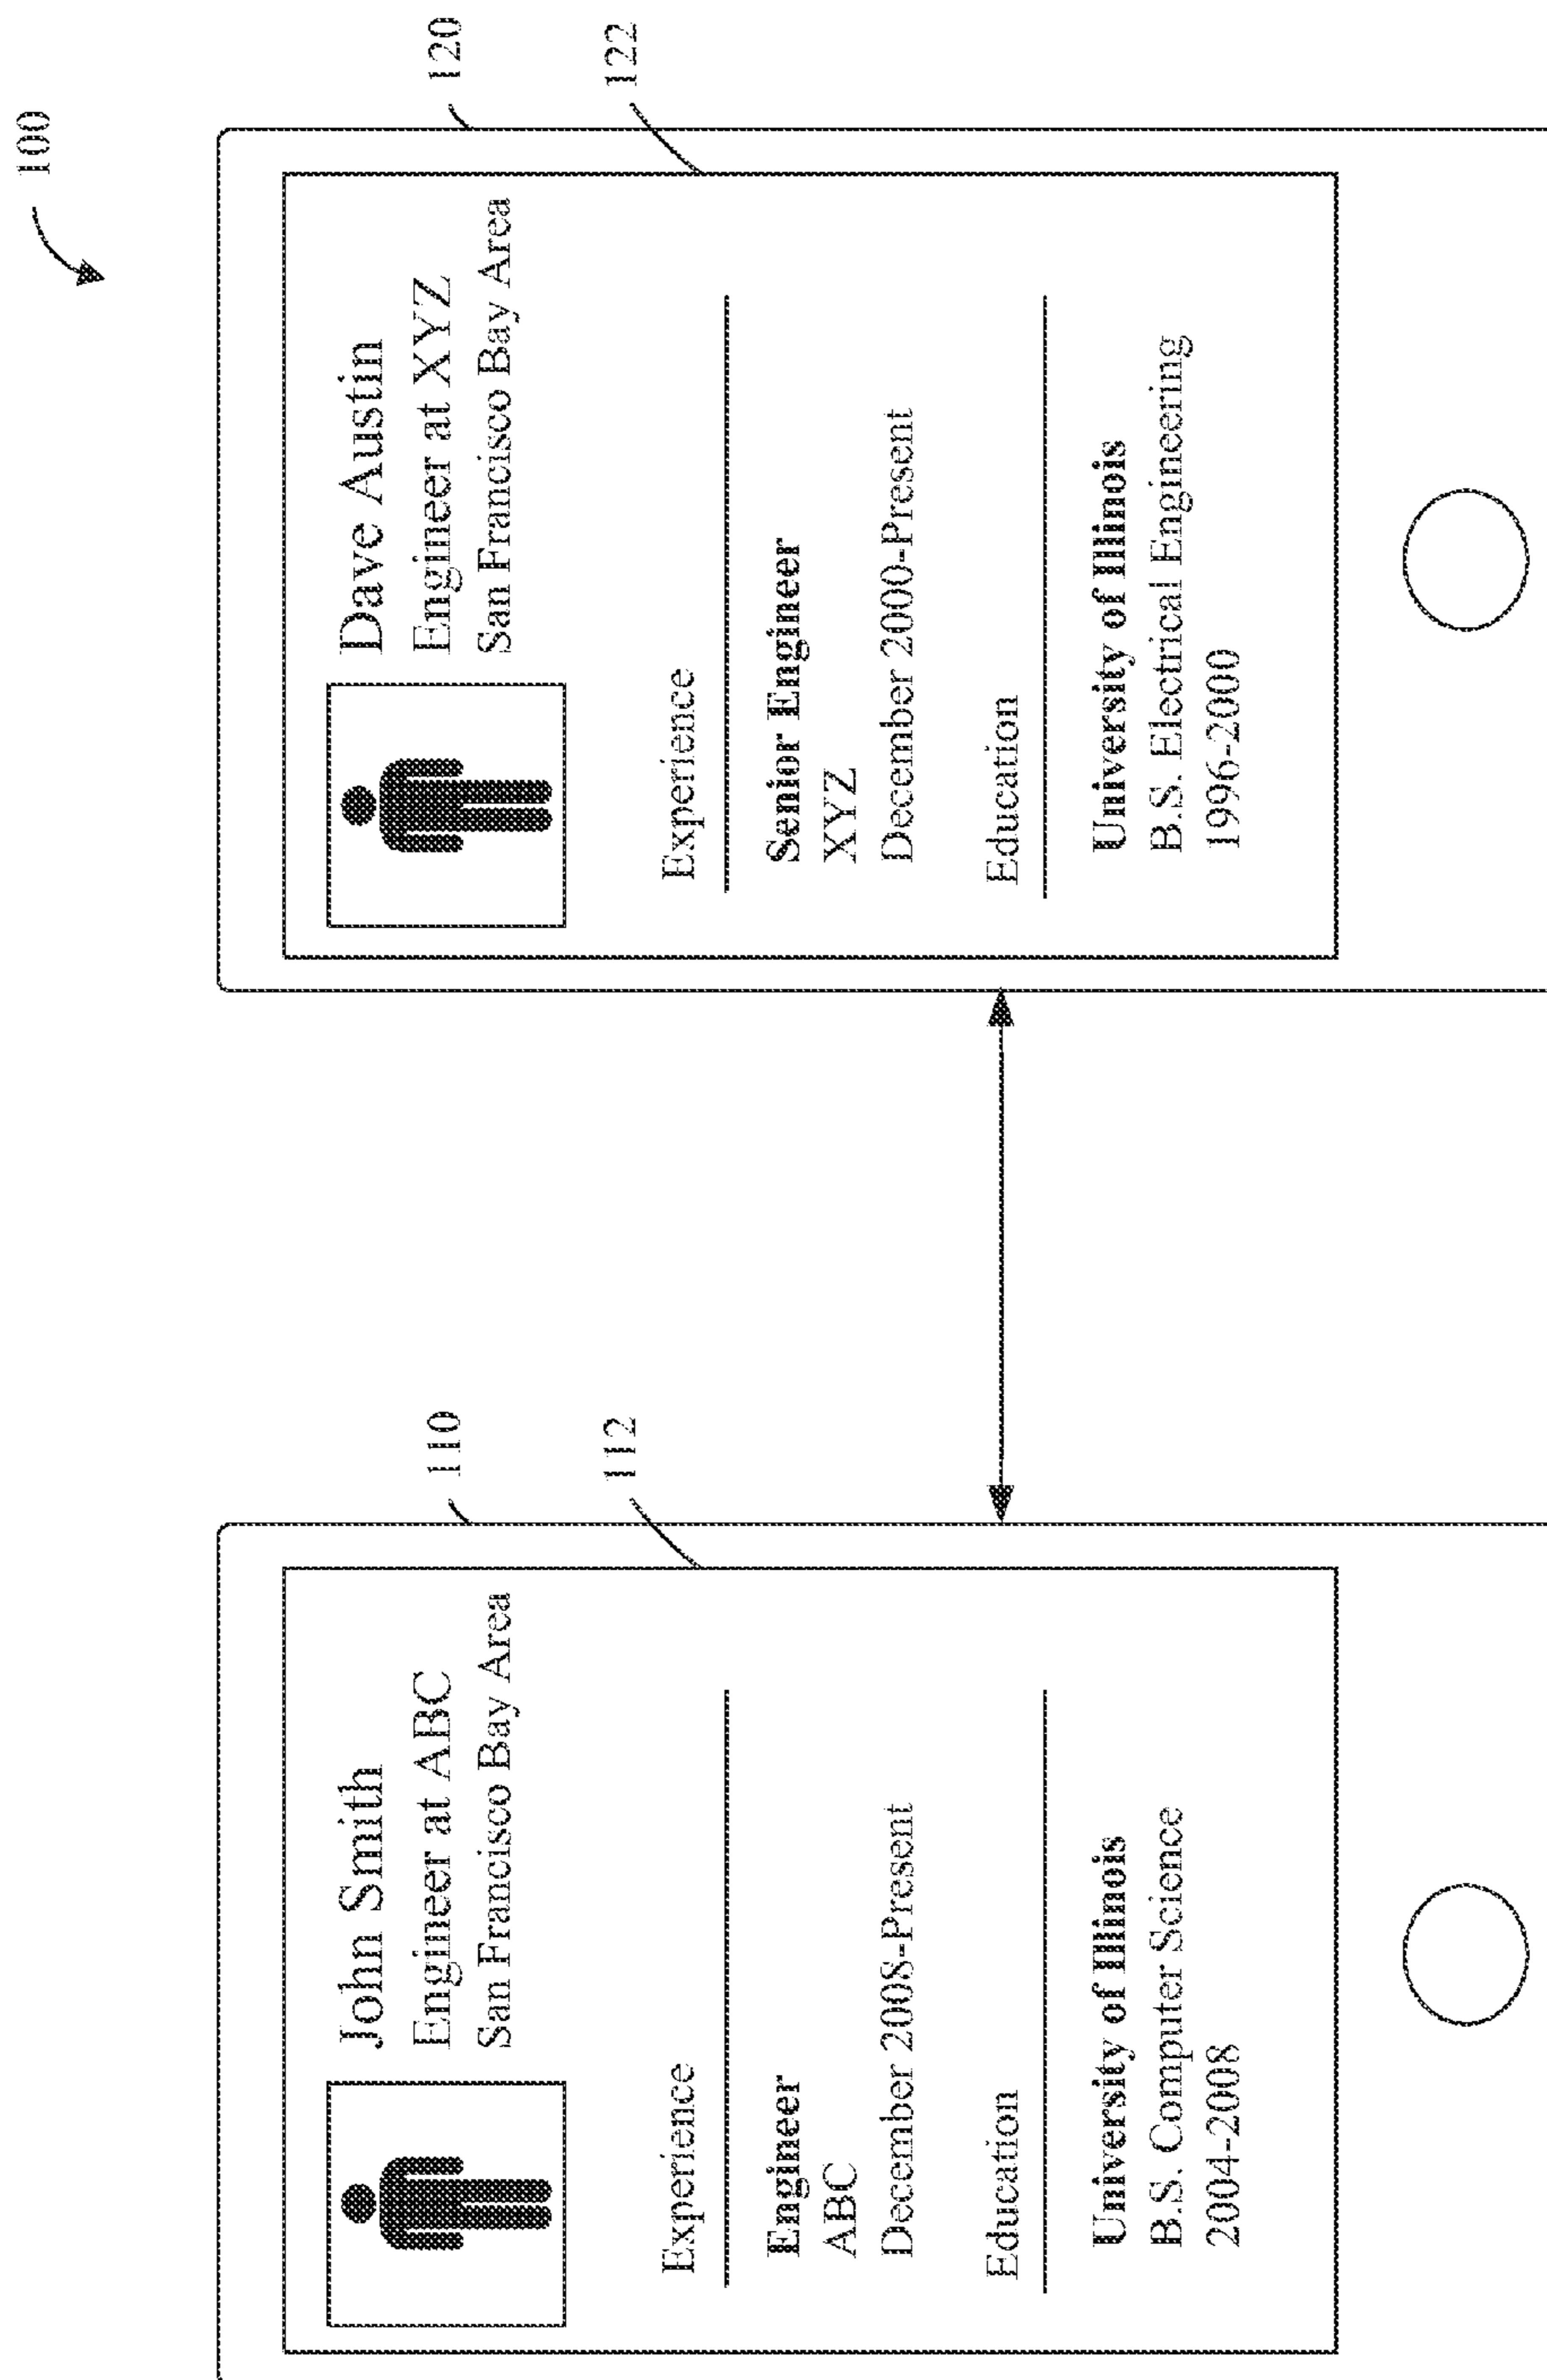 100
110
112
John Smith
Engineer at ABC
San Francisco Bay Area
Experience
Engineer
ABC
December 2008-Present
Education
University of Illinois
B.S. Computer Science
2004-2008
120
122
Dave Austin
Engineer at XYZ
San Francisco Bay Area
Experience
Senior Engineer
XYZ
December 2000-Present
Education
University of Illinois
B.S. Electrical Engineering
1996-2000